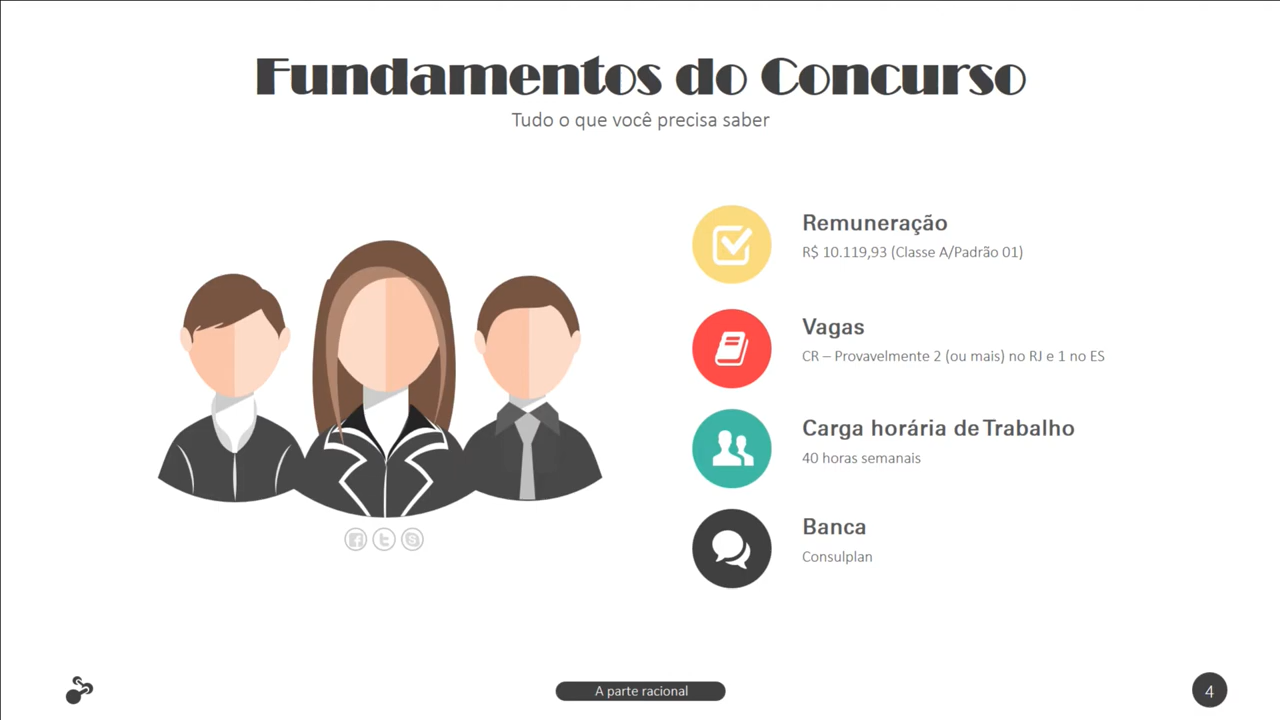 Fundamentos do Concurso
Tudo o que você precisa saber
Remuneração
R$ 10.119,93 (Classe A/Padrão 01)
Vagas
CR – Provavelmente 2 (ou mais) no RJ e 1 no ES
Carga horária de Trabalho
40 horas semanais
Banca
Consulplan
A parte racional
4